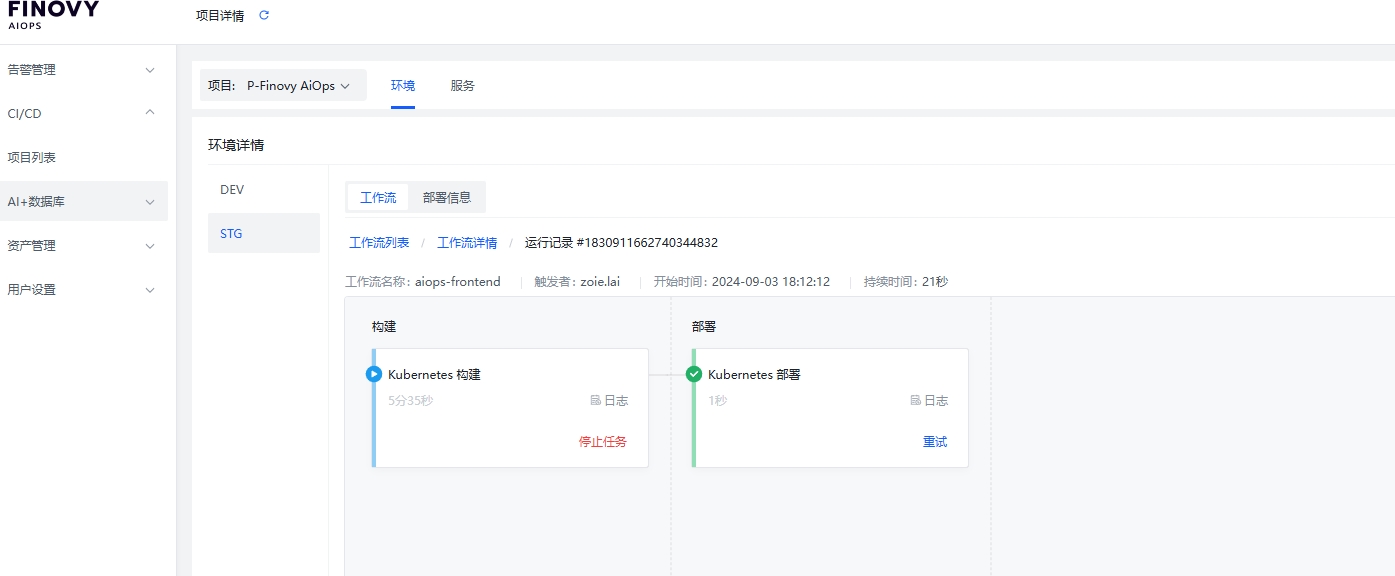 FINOVY
AIOPS
项目详情
告警管理
CI/CD
项目列表
AI+数据库
资产管理
用户设置
项目: P-Finovy AiOps 环境 服务
环境详情
DEV
STG
工作流 部署信息
工作流列表 / 工作流详情 / 运行记录 #1830911662740344832
工作流名称: aiops-frontend 触发者: zoie.lai 开始时间: 2024-09-03 18:12:12 持续时间: 21秒
构建
Kubernetes 构建
5分35秒 日志
停止任务
部署
Kubernetes 部署
1秒 日志
重试